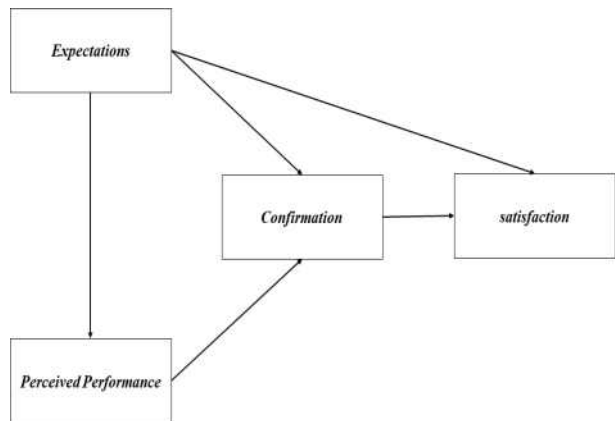 Expectations
Confirmation
satisfaction
Perceived Performance